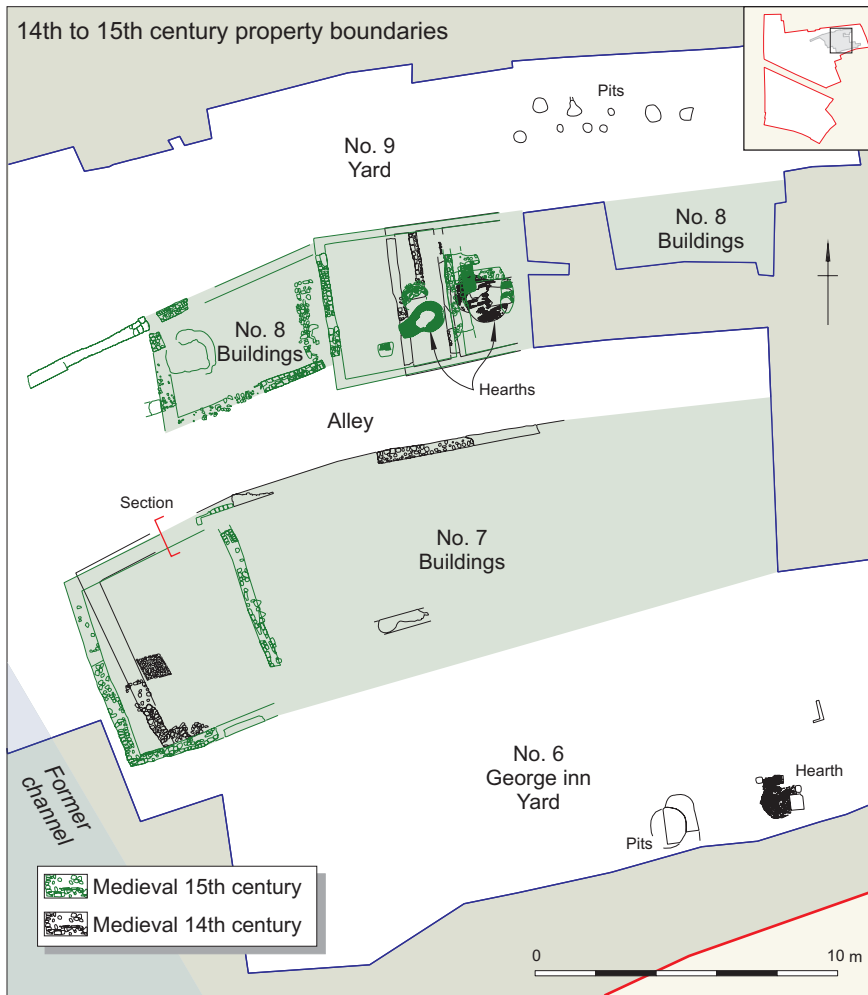 14th to 15th century property boundaries
Pits
No. 9
Yard
No. 8
Buildings
No. 8
Buildings
Hearths
Alley
Section
No. 7
Buildings
No. 6
George inn
Yard
Hearth
Pits
Former
channel
Medieval 15th century
Medieval 14th century
0
10 m